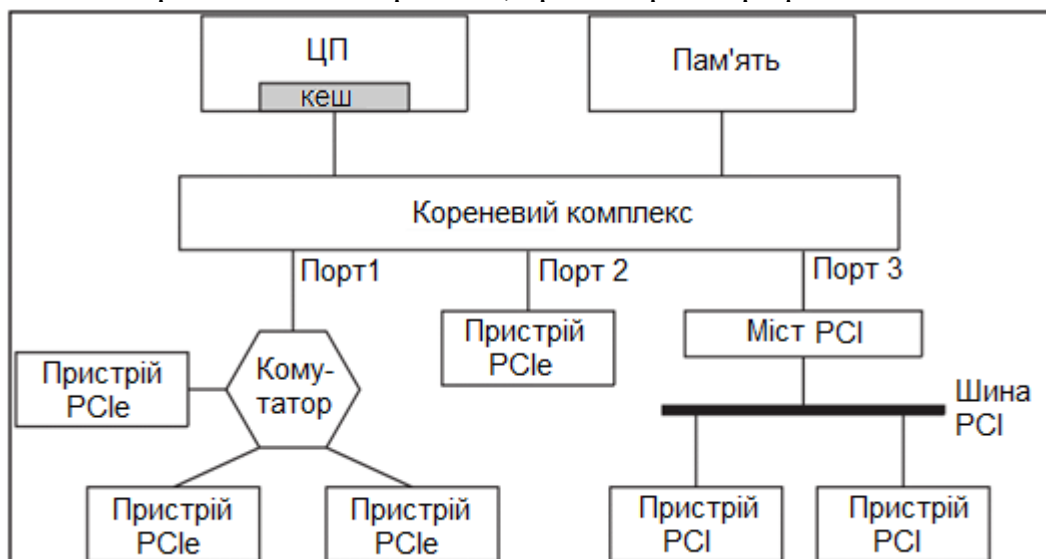 ЦП
кеш
Пам'ять
Кореневий комплекс
Порт1
Порт 2
Порт 3
Пристрій
PCIe
Кому-
татор
Пристрій
PCIe
Міст PCI
Шина
PCI
Пристрій
PCIe
Пристрій
PCIe
Пристрій
PCI
Пристрій
PCI